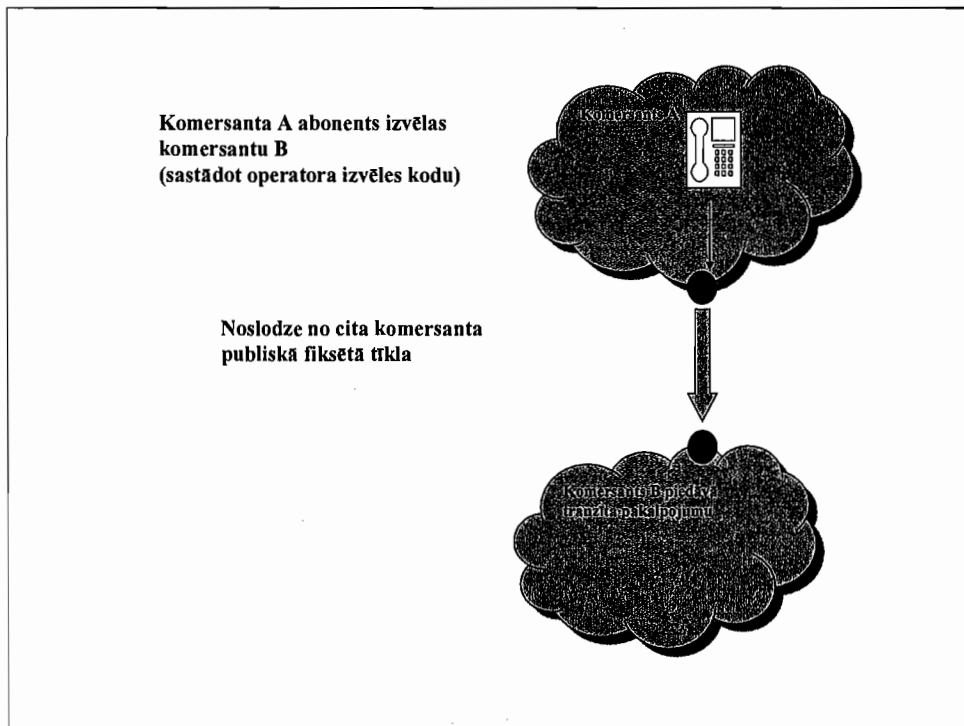 Komersanta A abonents izvēlas
komersantu B
(sastādot operatora izvēles kodu)
Komersants A
Noslodze no cita komersanta
publiskā fiksētā tīkla
Komersants B piedāvā
tranzīta pakalpojumu